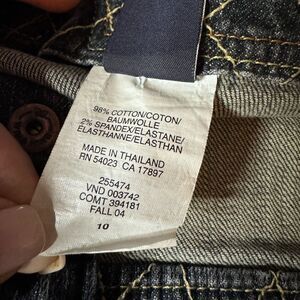 98% COTTON/COTON/
BAUMWOLLE
2% SPANDEX/ELASTANE/
ELASTHANNE/ELASTHAN
MADE IN THAILAND
RN 54023 CA 17897
255474
VND 003742
COMT 394181
FALL 04
10